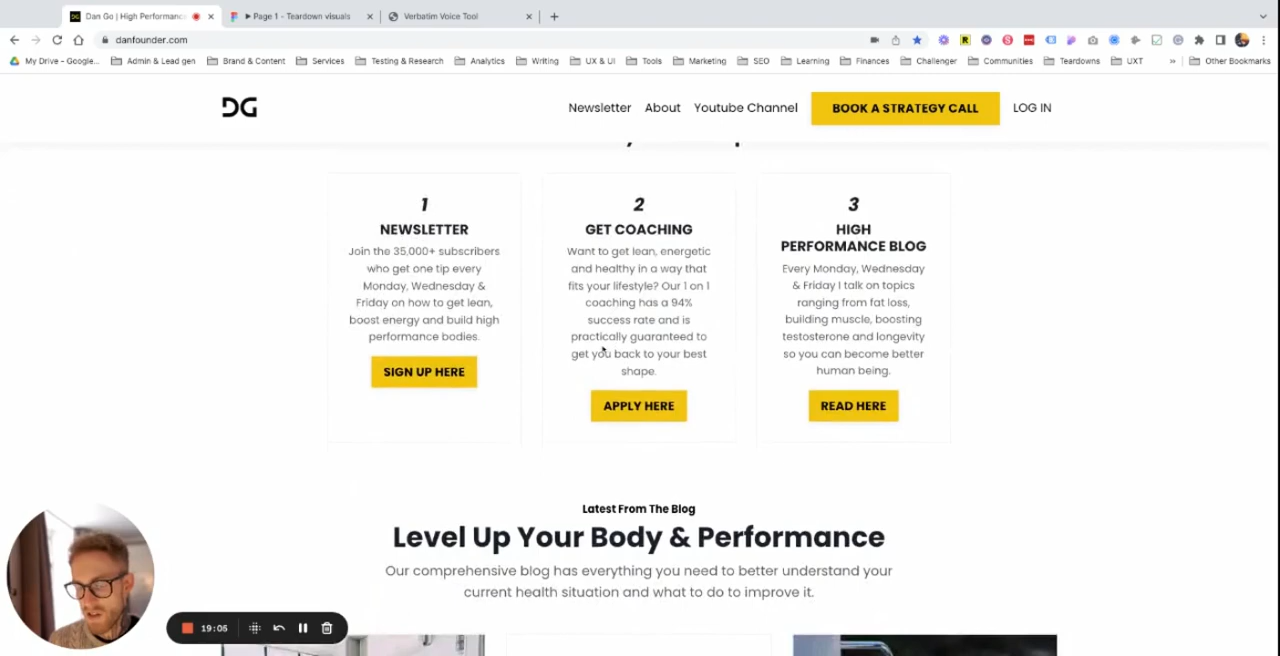 Dan Go | High Performance
Page 1 - Teardown visuals
Verbatim Voice Tool
danfounder.com
My Drive - Google...
Admin & Lead gen
Brand & Content
Services
Testing & Research
Analytics
Writing
UX & UI
Tools
Marketing
SEO
Learning
Finances
Challenger
Communities
Teardowns
UXT
»
Other Bookmarks
DG
Newsletter
About
Youtube Channel
BOOK A STRATEGY CALL
LOG IN
1
NEWSLETTER
Join the 35,000+ subscribers
who get one tip every
Monday, Wednesday &
Friday on how to get lean,
boost energy and build high
performance bodies.
SIGN UP HERE
2
GET COACHING
Want to get lean, energetic
and healthy in a way that
fits your lifestyle? Our 1 on 1
coaching has a 94%
success rate and is
practically guaranteed to
get you back to your best
shape.
APPLY HERE
3
HIGH
PERFORMANCE BLOG
Every Monday, Wednesday
& Friday I talk on topics
ranging from fat loss,
building muscle, boosting
testosterone and longevity
so you can become better
human being.
READ HERE
Latest From The Blog
Level Up Your Body & Performance
Our comprehensive blog has everything you need to better understand your
current health situation and what to do to improve it.
19:05